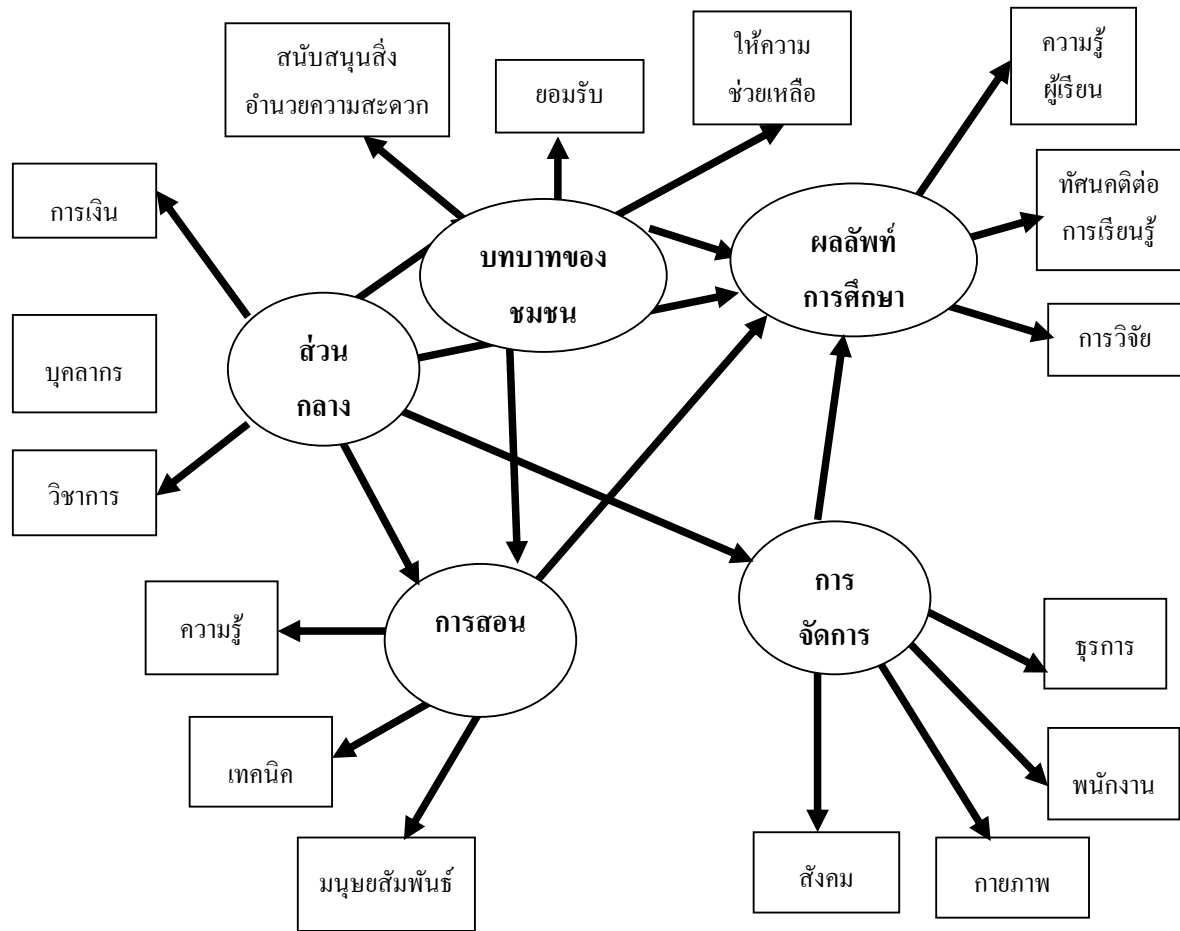 สนับสนุนสิ่ง
อำนวยความสะดวก
ยอมรับ
ให้ความ
ช่วยเหลือ
ความรู้
ผู้เรียน
การเงิน
บทบาทของ
ชมชน
ผลลัพท์
การศึกษา
ทัศนคติต่อ
การเรียนรู้
การวิจัย
บุคลากร
ส่วน
กลาง
วิชาการ
การสอน
การ
จัดการ
ความรู้
ธุรการ
เทคนิค
พนักงาน
มนุษยสัมพันธ์
สังคม
กายภาพ